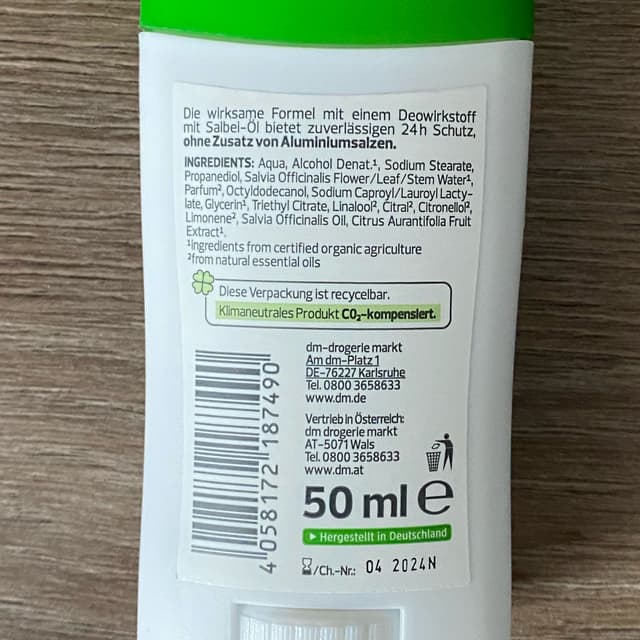 Die wirksame Formel mit einem Deowirkstoff
mit Salbei-Öl bietet zuverlässigen 24h Schutz,
ohne Zusatz von Aluminiumsalzen.
INGREDIENTS: Aqua, Alcohol Denat.¹, Sodium Stearate,
Propanediol, Salvia Officinalis Flower/Leaf/Stem Water¹,
Parfum², Octyldodecanol, Sodium Caproyl/Lauroyl Lacty-
late, Glycerin¹, Triethyl Citrate, Linalool², Citral², Citronellol²,
Limonene², Salvia Officinalis Oil, Citrus Aurantifolia Fruit
Extract¹.
¹Ingredients from certified organic agriculture
²from natural essential oils
Diese Verpackung ist recycelbar.
Klimaneutrales Produkt CO₂-kompensiert.
dm-drogerie markt
Am dm-Platz 1
DE-76227 Karlsruhe
Tel. 0800 3658633
www.dm.de
Vertrieb in Österreich:
dm drogerie markt
AT-5071 Wals
Tel. 0800 3658633
www.dm.at
4 058172 187490
50 ml e
Hergestellt in Deutschland
/Ch.-Nr.: 04 2024N